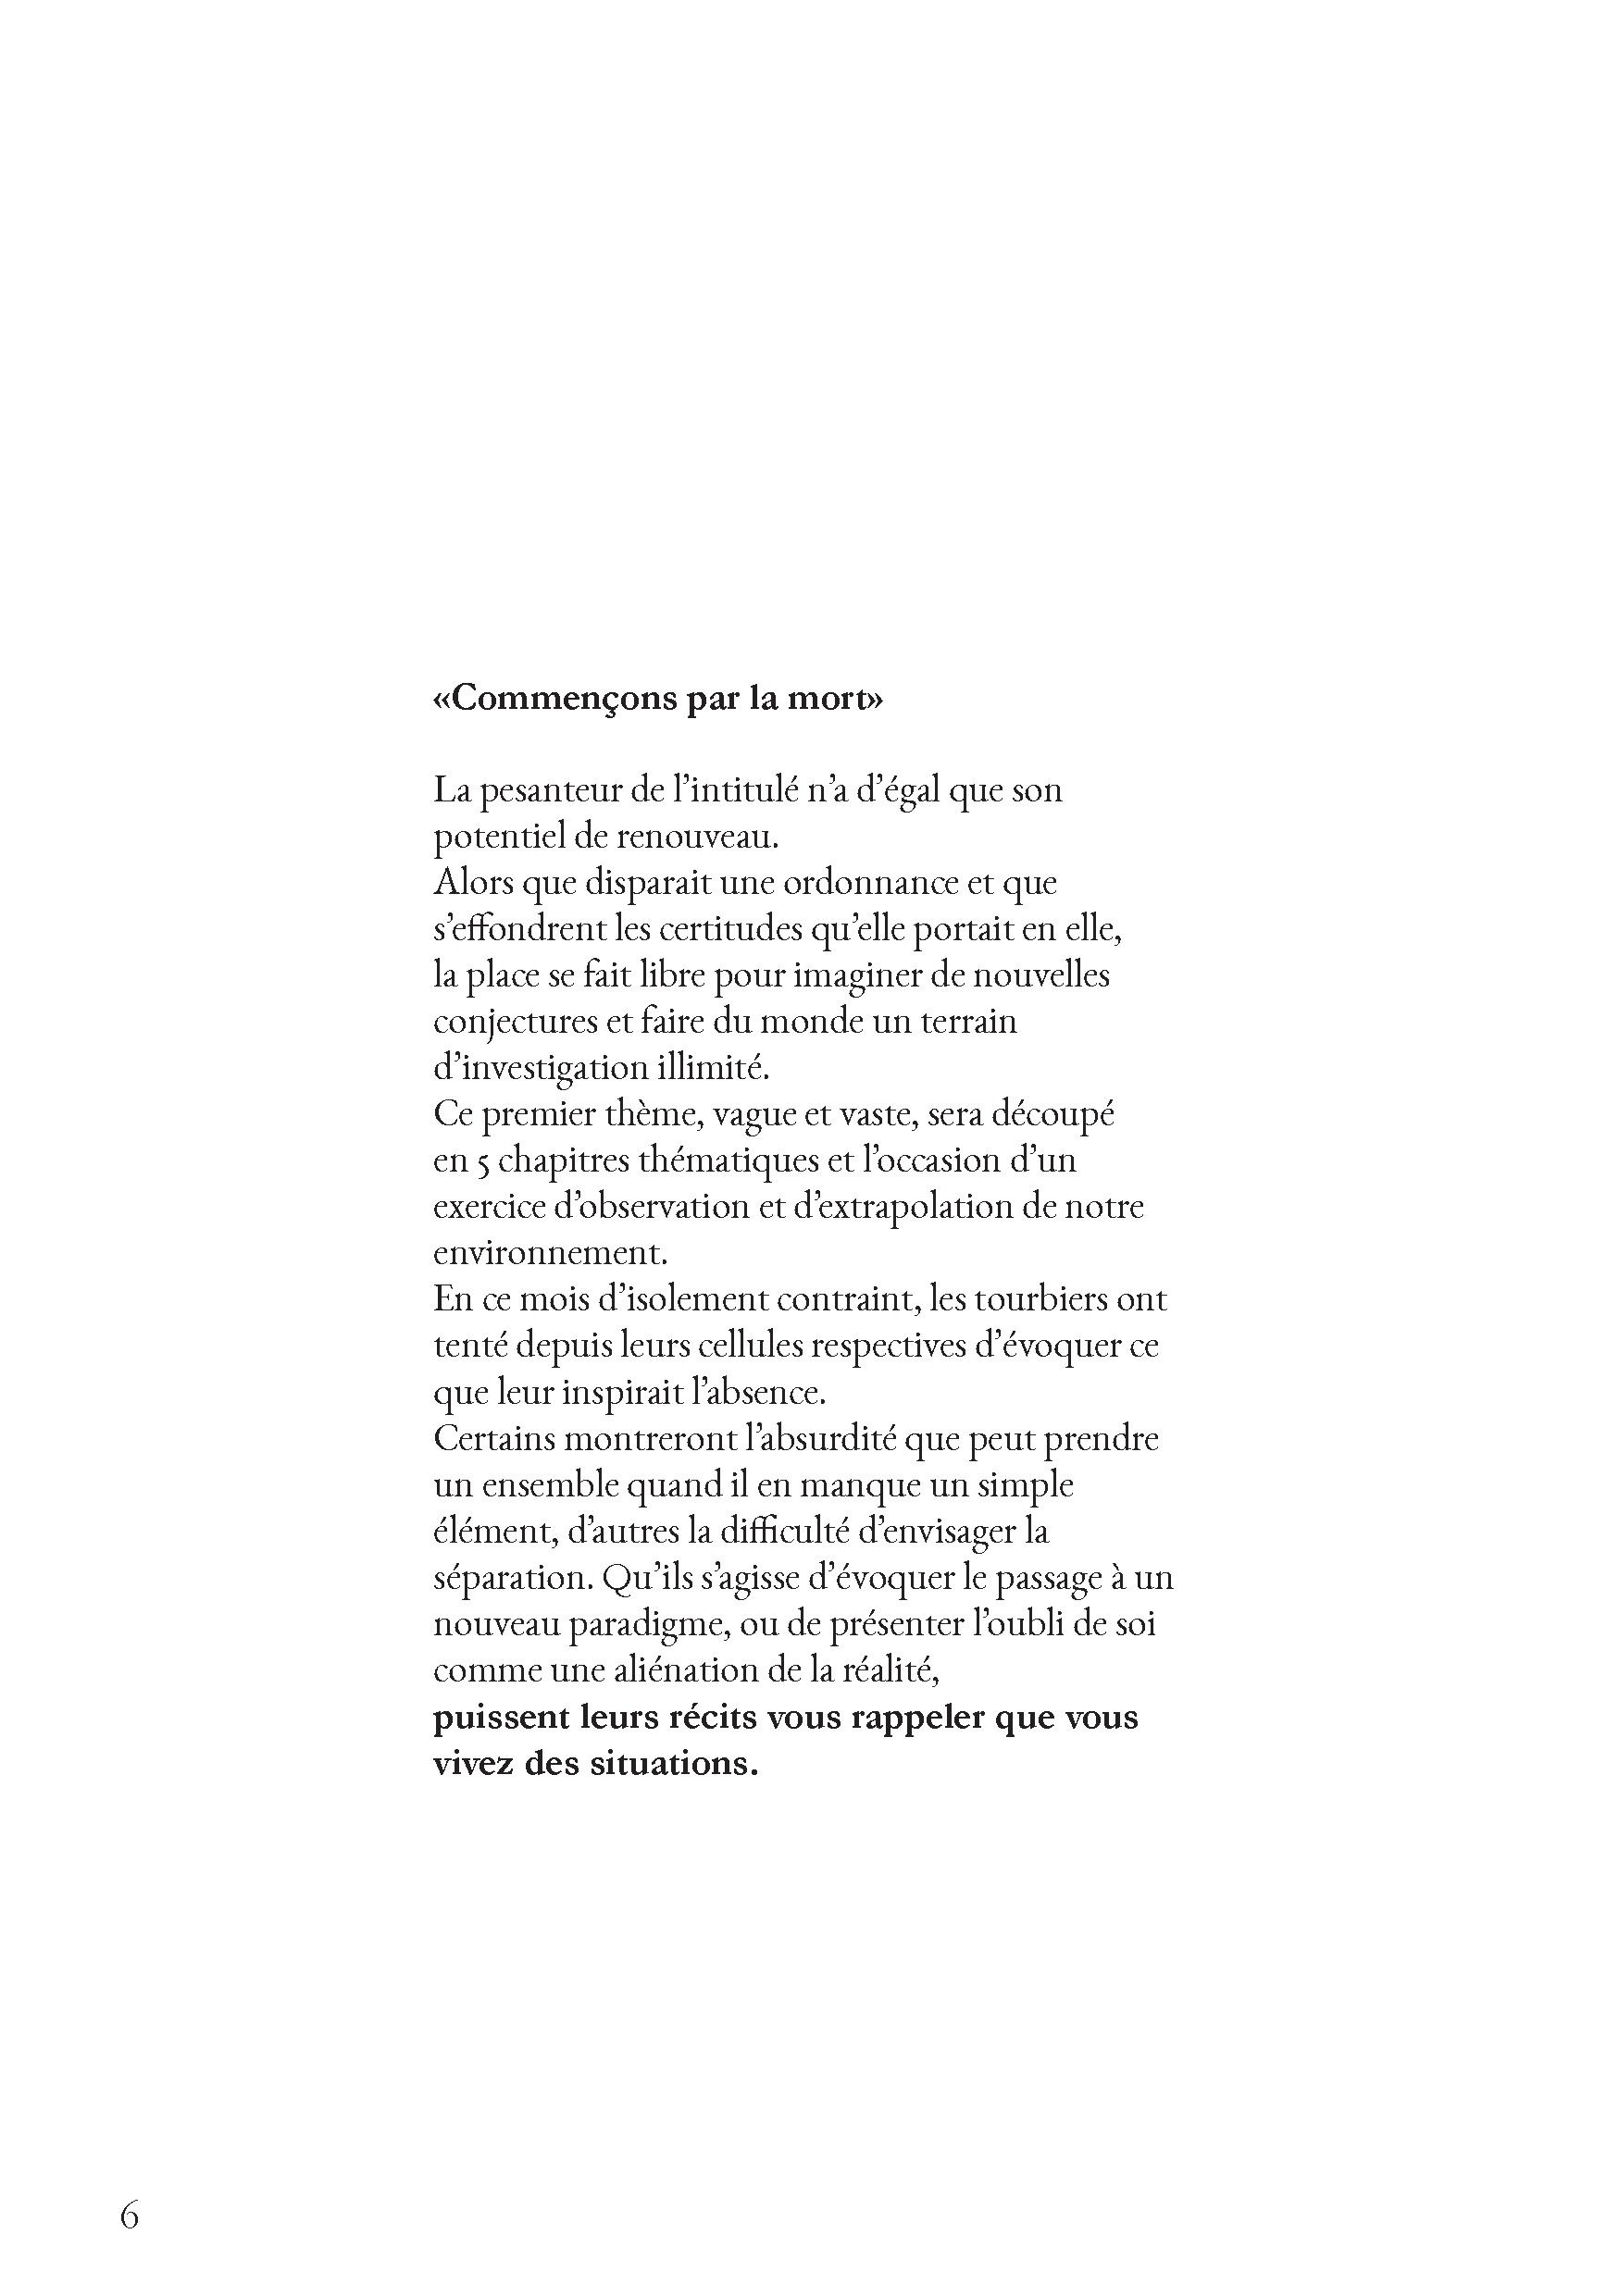 «Commençons par la mort»
La pesanteur de l’intitulé n’a d’égal que son
potentiel de renouveau.
Alors que disparait une ordonnance et que
s’effondrent les certitudes qu’elle portait en elle,
la place se fait libre pour imaginer de nouvelles
conjectures et faire du monde un terrain
d’investigation illimité.
Ce premier thème, vague et vaste, sera découpé
en 5 chapitres thématiques et l’occasion d’un
exercice d’observation et d’extrapolation de notre
environnement.
En ce mois d’isolement contraint, les tourbiers ont
tenté depuis leurs cellules respectives d’évoquer ce
que leur inspirait l’absence.
Certains montreront l’absurdité que peut prendre
un ensemble quand il en manque un simple
élément, d’autres la difficulté d’envisager la
séparation. Qu’ils s’agisse d’évoquer le passage à un
nouveau paradigme, ou de présenter l’oubli de soi
comme une aliénation de la réalité,
puissent leurs récits vous rappeler que vous
vivez des situations.
6